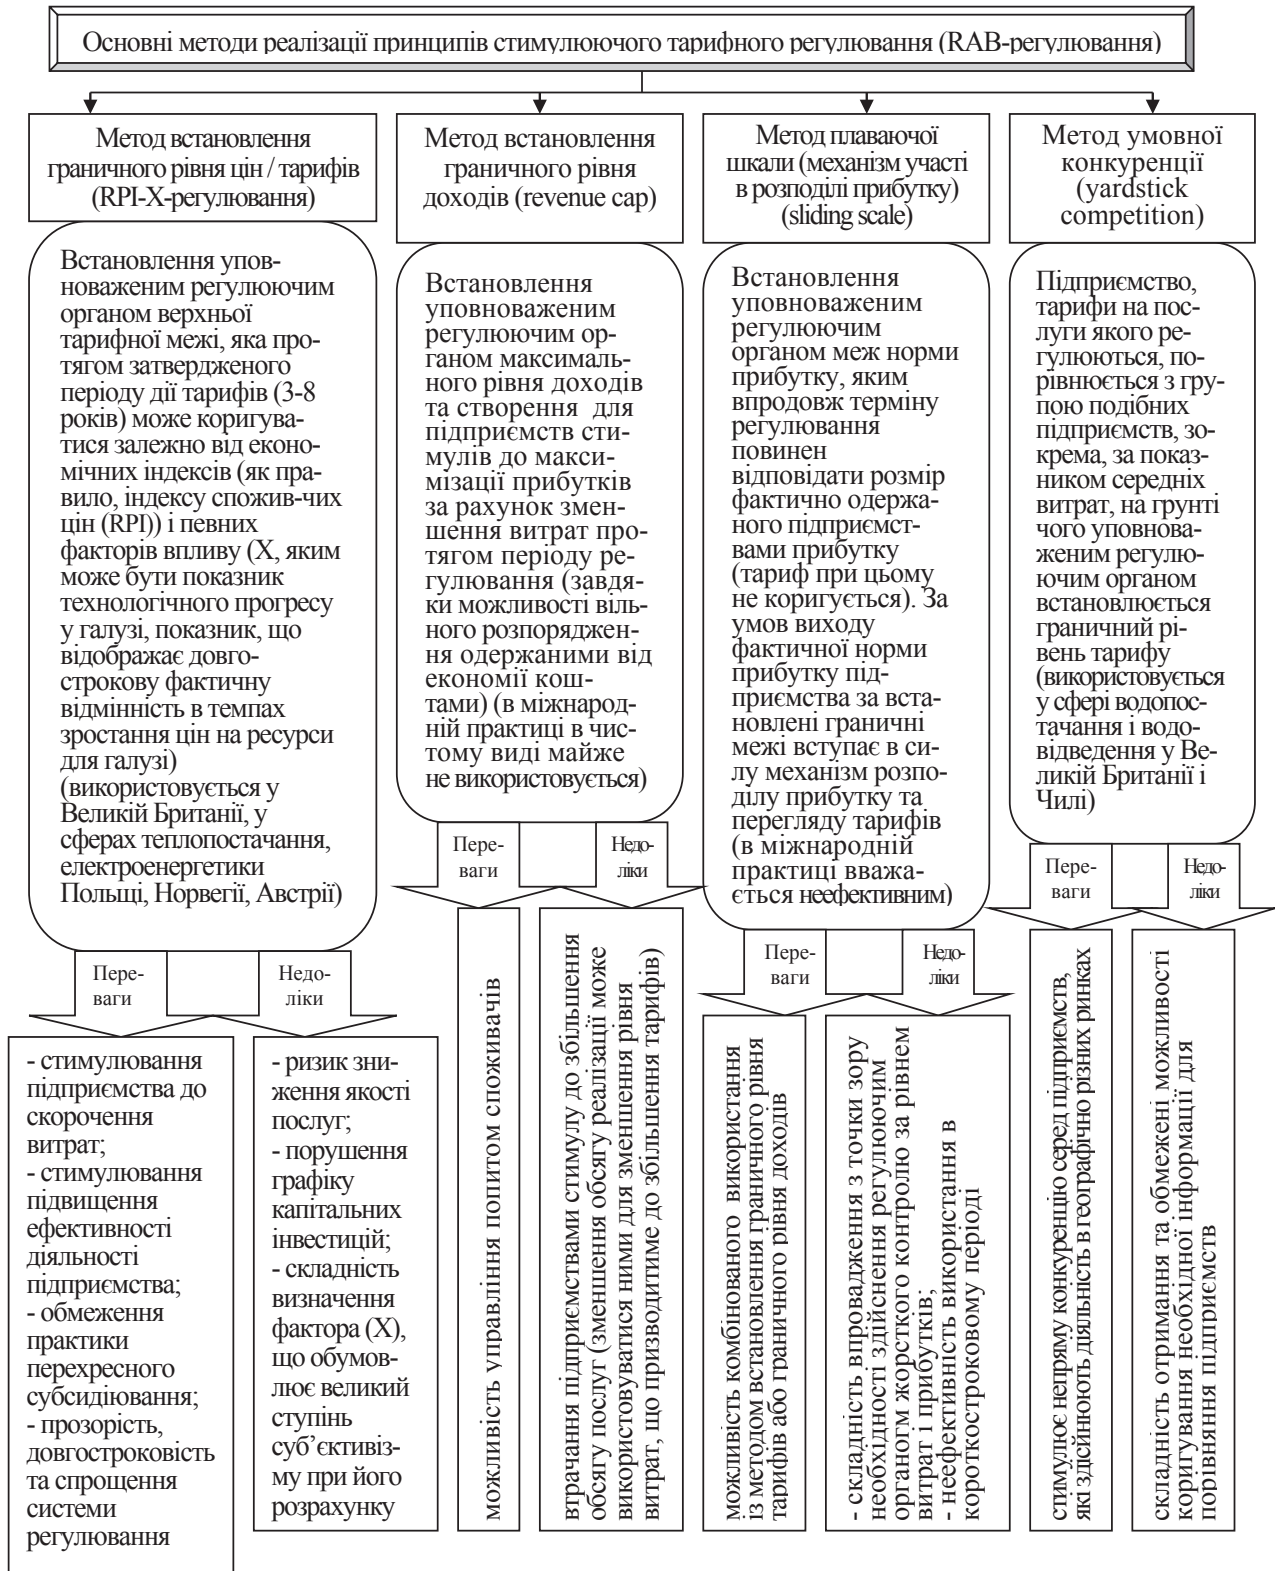 Основні методи реалізації принципів стимулюючого тарифного регулювання (RAB-регулювання)
Метод встановлення
граничного рівня цін / тарифів
(RPI-X-регулювання)
Встановлення упов-
новаженим регулюючим
органом верхньої
тарифної межі, яка про-
тягом затвердженого
періоду дії тарифів (3-8
років) може коригува-
тися залежно від еконо-
мічних індексів (як пра-
вило, індексу спожив-чих
цін (RPI)) і певних
факторів впливу (X, яким
може бути показник
технологічного прогресу
у галузі, показник, що
відображає довго-
строкову фактичну
відмінність в темпах
зростання цін на ресурси
для галузі)
(використовується у
Великій Британії, у
сферах теплопостачання,
електроенергетики
Польщі, Норвегії, Австрії)
Пере-
ваги
Недо-
ліки
- стимулювання
підприємства до
скорочення
витрат;
- стимулювання
підвищення
ефективності
діяльності
підприємства;
- обмеження
практики
перехресного
субсидіювання;
- прозорість,
довгостроковість
та спрощення
системи
регулювання
- ризик зни-
ження якості
послуг;
- порушення
графіку
капітальних
інвестицій;
- складність
визначення
фактора (X),
що обумов-
лює великий
ступінь
суб’єктивіз-
му при його
розрахунку
Метод встановлення
граничного рівня
доходів (revenue cap)
Встановлення
уповноваженим
регулюючим ор-
ганом максималь-
ного рівня доходів
та створення для
підприємств сти-
мулів до макси-
мізації прибутків
за рахунок змен-
шення витрат про-
тягом періоду ре-
гулювання (завдя-
ки можливості віль-
ного розпоряджен-
ня одержаними від
економії кош-
тами) (в міжнарод-
ній практиці в чис-
тому виді майже
не використовується)
Пере-
ваги
Недо-
ліки
можливість управління попитом споживачів
втрачання підприємствами стимулу до збільшення
обсягу послуг (зменшення обсягу реалізації може
використовуватися ними для зменшення рівня
витрат, що призводитиме до збільшення тарифів)
Метод плаваючої
шкали (механізм участі
в розподілі прибутку)
(sliding scale)
Встановлення
уповноваженим
регулюючим
органом меж норми
прибутку, яким
впродовж терміну
регулювання
повинен
відповідати розмір
фактично одержа-
ного підприємст-
вами прибутку
(тариф при цьому
не коригується). За
умов виходу
фактичної норми
прибутку під-
приємства за вста-
новлені граничні
межі вступає в си-
лу механізм розпо-
ділу прибутку та
перегляду тарифів
(в міжнародній
практиці вважа-
ється неефективним)
Пере-
ваги
Недо-
ліки
можливість комбінованого використання
із методом встановлення граничного рівня
тарифів або граничного рівня доходів
- складність впровадження з точки зору
необхідності здійснення регулюючим
органогм жорсткого контролю за рівнем
витрат і прибутків;
- неефективність використання в
короткостроковому періоді
Метод умовної
конкуренції
(yardstick
competition)
Підприємство,
тарифи на пос-
луги якого ре-
гулюються, по-
рівнюється з гру-
пою подібних
підприємств, зо-
крема, за показ-
ником середніх
витрат, на грунті
чого уповнова-
женим регулю-
ючим органом
встановлюється
граничний рі-
вень тарифу
(використовується
у сфері водопос-
тачання і водо-
відведення у Ве-
ликій Британії і
Чилі)
Пере-
ваги
Недо-
ліки
стимулює непряму конкуренцію серед підприємств,
які здісйнюють діяльність в географічно різних ринках
складність отримання та обмежені можливості
коригування необхідної інформації для
порівняння підприємств